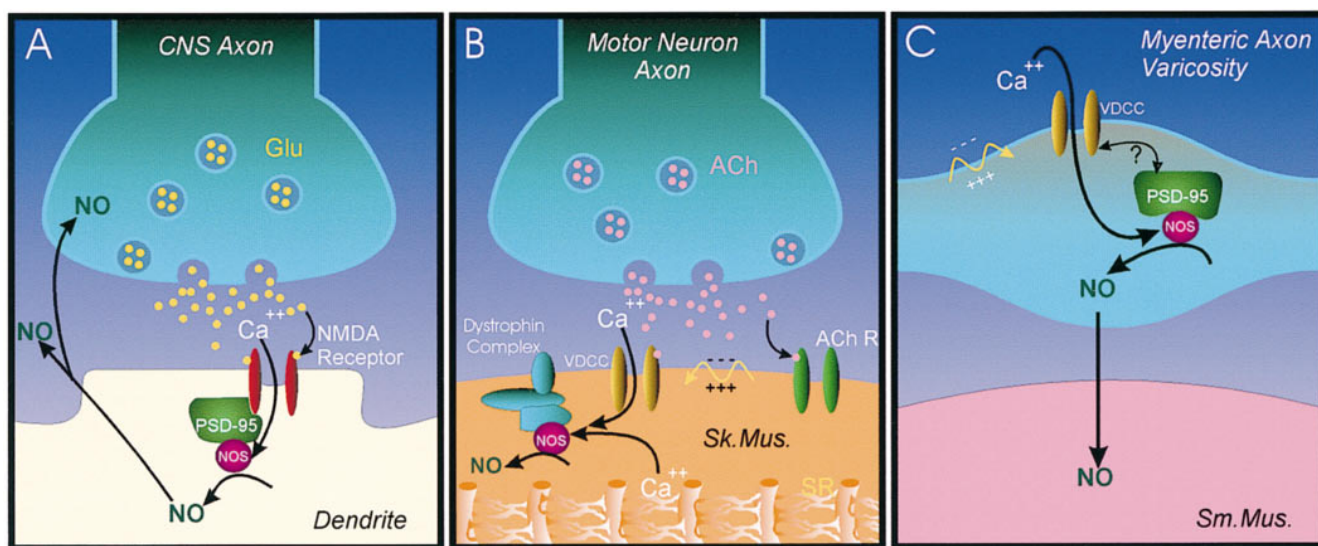 A
CNS Axon
Glu
NO
NO
Ca++
NMDA
Receptor
PSD-95
NOS
NO
Dendrite
B
Motor Neuron
Axon
ACh
Ca++
Dystrophin
Complex
VDCC
ACh R
---
+++
NOS
Sk.Mus.
NO
Ca++
SR
C
Myenteric Axon
Varicosity
Ca++
VDCC
---
+++
?
PSD-95
NOS
NO
NO
Sm.Mus.